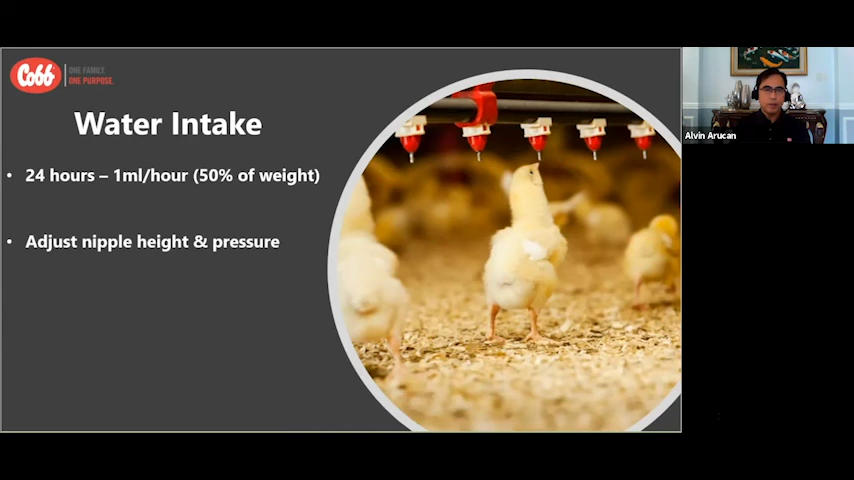 Cobb
ONE FAMILY.
ONE PURPOSE.
Water Intake
• 24 hours – 1ml/hour (50% of weight)
• Adjust nipple height & pressure
Alvin Arucan